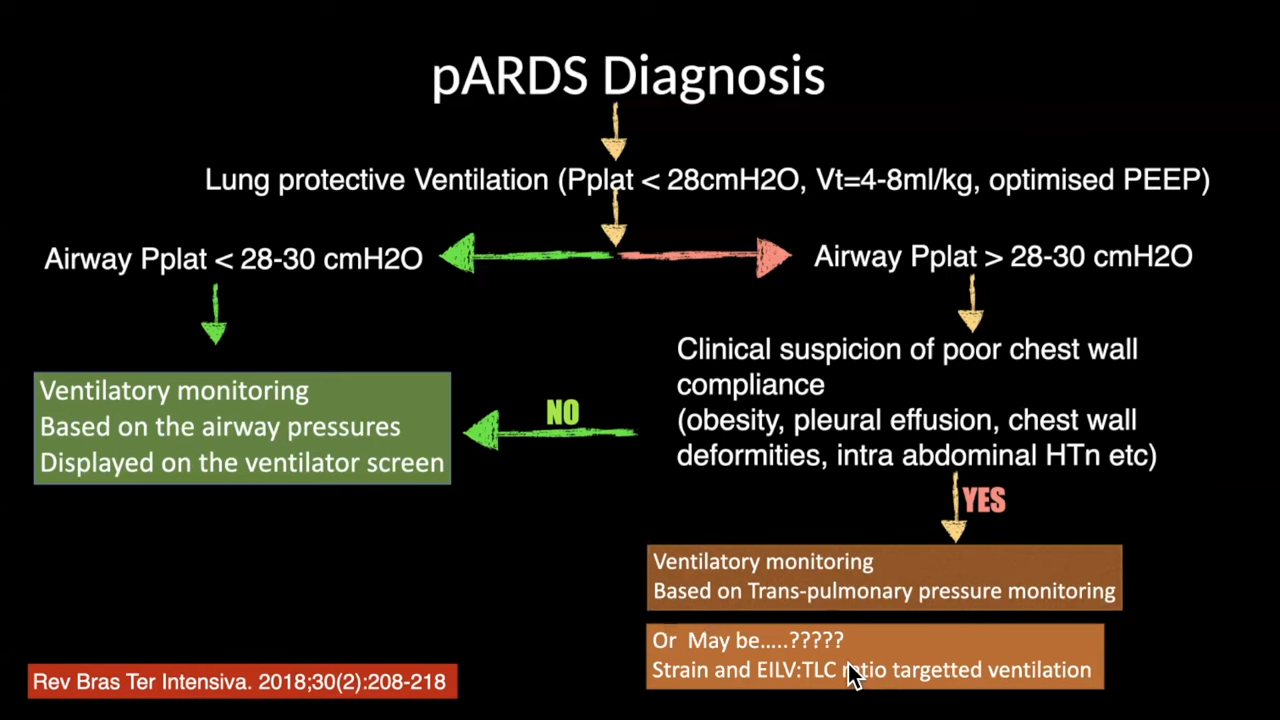 pARDS Diagnosis
Lung protective Ventilation (Pplat < 28cmH2O, Vt=4-8ml/kg, optimised PEEP)
Airway Pplat < 28-30 cmH2O
Airway Pplat > 28-30 cmH2O
Clinical suspicion of poor chest wall
compliance
(obesity, pleural effusion, chest wall
deformities, intra abdominal HTn etc)
NO
Ventilatory monitoring
Based on the airway pressures
Displayed on the ventilator screen
YES
Ventilatory monitoring
Based on Trans-pulmonary pressure monitoring
Or May be.....?????
Strain and EILV:TLC ratio targetted ventilation
Rev Bras Ter Intensiva. 2018;30(2):208-218